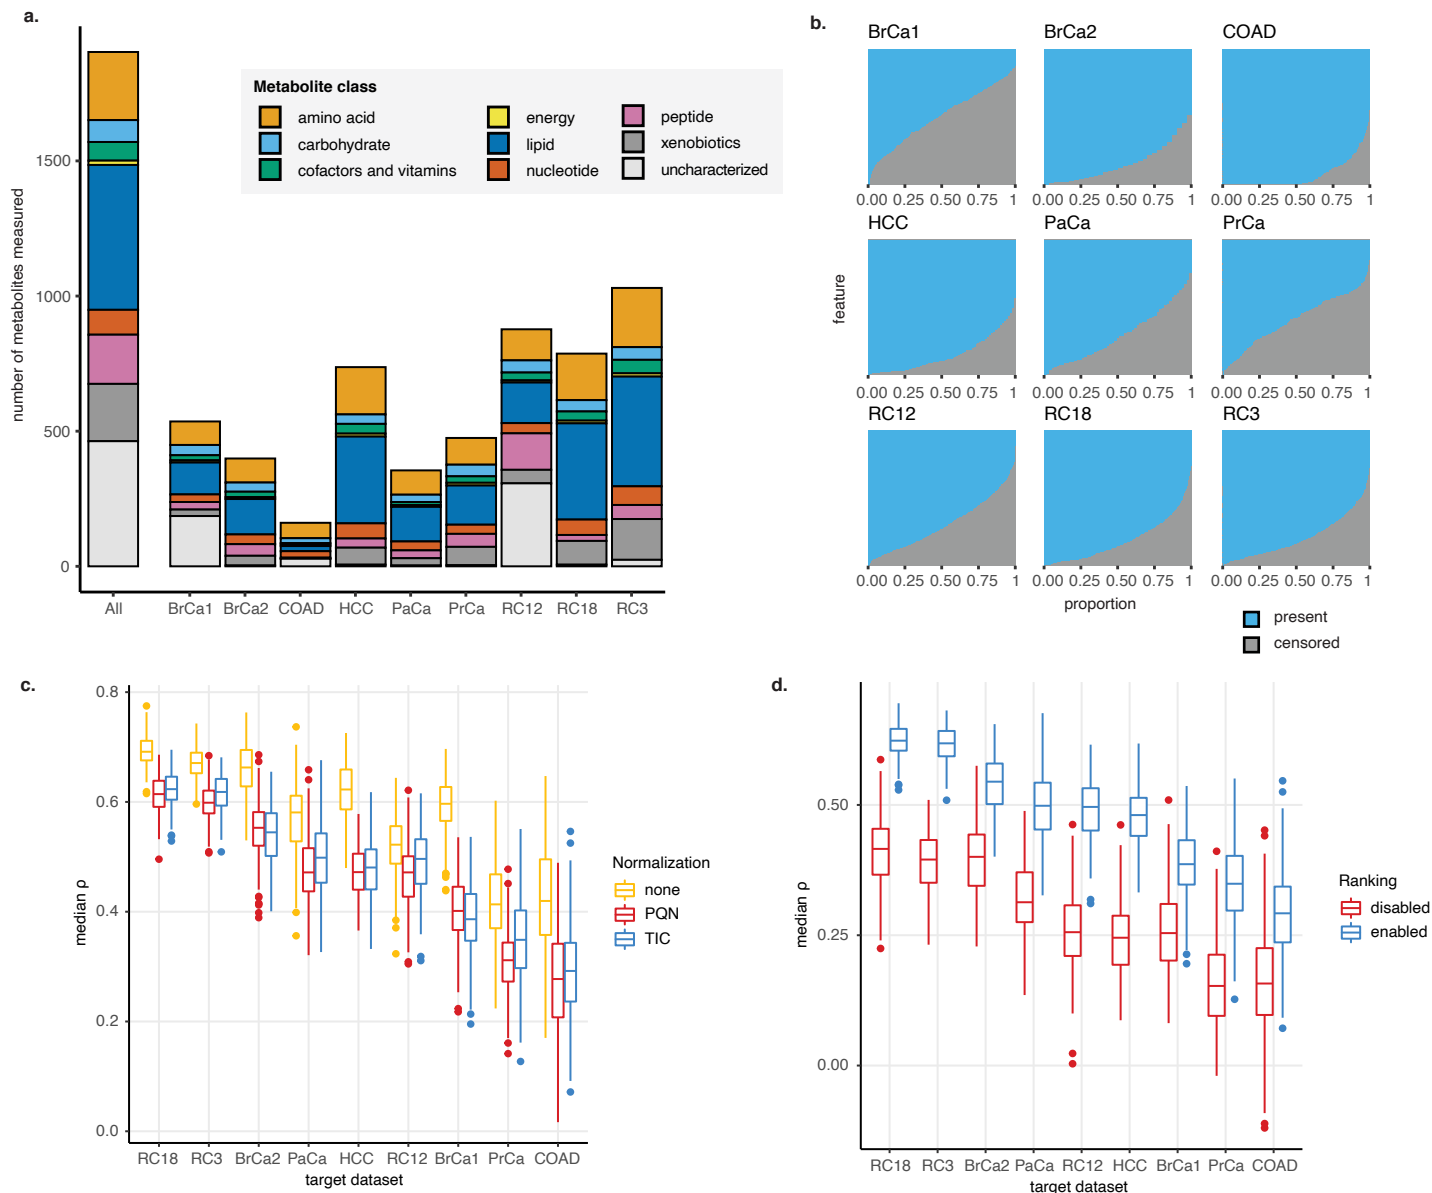 a.
number of metabolites measured
1500
1000
500
0
Metabolite class
amino acid
carbohydrate
cofactors and vitamins
energy
lipid
nucleotide
peptide
xenobiotics
uncharacterized
All BrCa1 BrCa2 COAD HCC PaCa PrCa RC12 RC18 RC3
b.
BrCa1 BrCa2 COAD
0.00 0.25 0.50 0.75 1 0.00 0.25 0.50 0.75 1 0.00 0.25 0.50 0.75 1
HCC PaCa PrCa
feature
0.00 0.25 0.50 0.75 1 0.00 0.25 0.50 0.75 1 0.00 0.25 0.50 0.75 1
RC12 RC18 RC3
0.00 0.25 0.50 0.75 1 0.00 0.25 0.50 0.75 1 0.00 0.25 0.50 0.75 1
proportion
present
censored
c.
median ρ
0.8
0.6
0.4
0.2
0.0
RC18 RC3 BrCa2 PaCa HCC RC12 BrCa1 PrCa COAD
target dataset
Normalization
none
PQN
TIC
d.
median ρ
0.50
0.25
0.00
RC18 RC3 BrCa2 PaCa RC12 HCC BrCa1 PrCa COAD
target dataset
Ranking
disabled
enabled